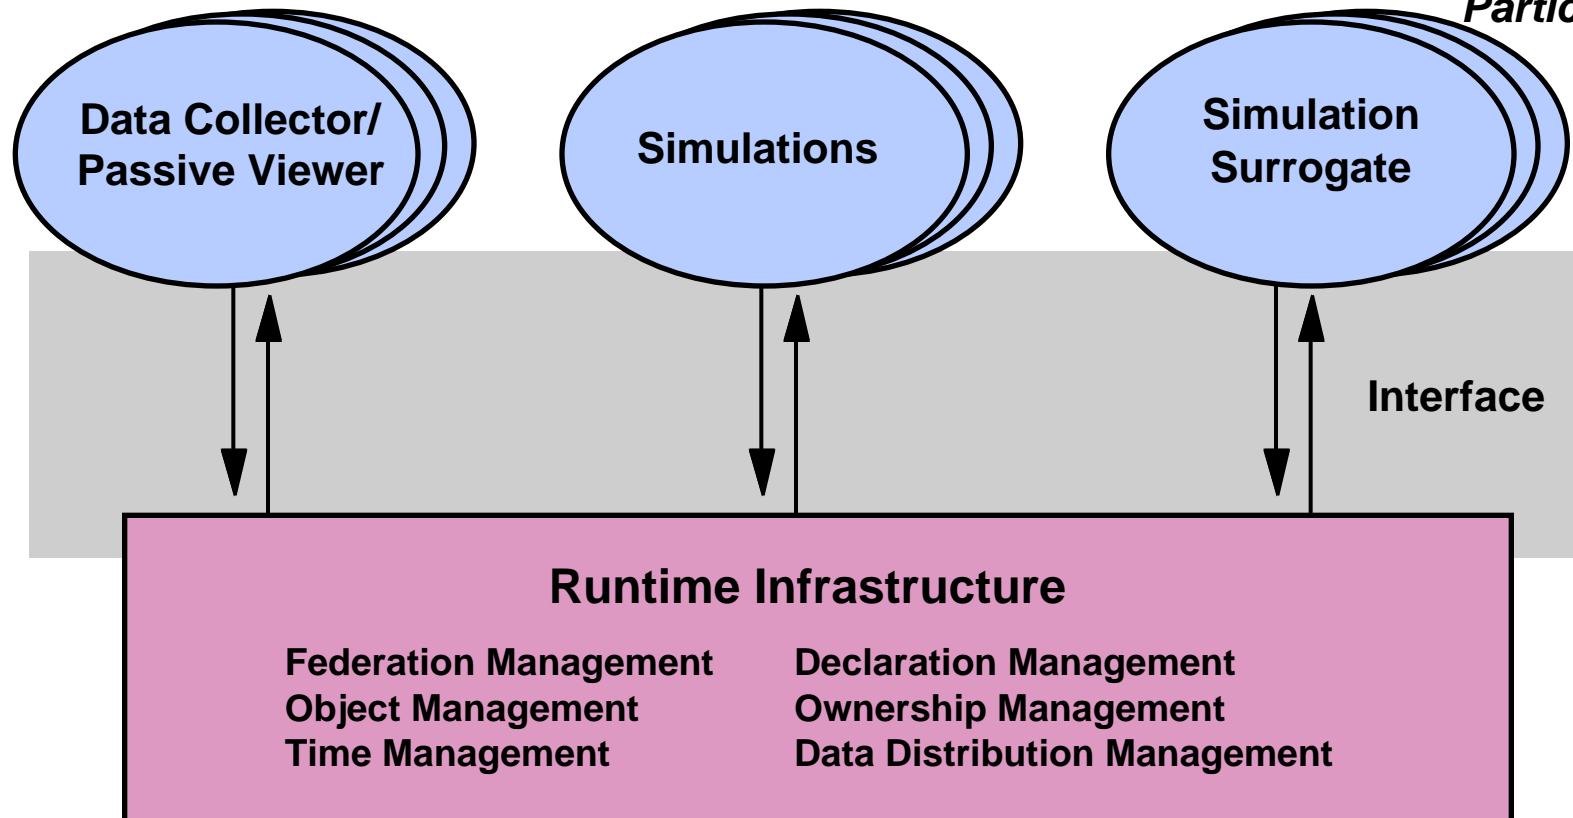 Data Collector/
Passive Viewer
Simulations
Simulation
Surrogate
Interface
Runtime Infrastructure
Federation Management
Object Management
Time Management
Declaration Management
Ownership Management
Data Distribution Management